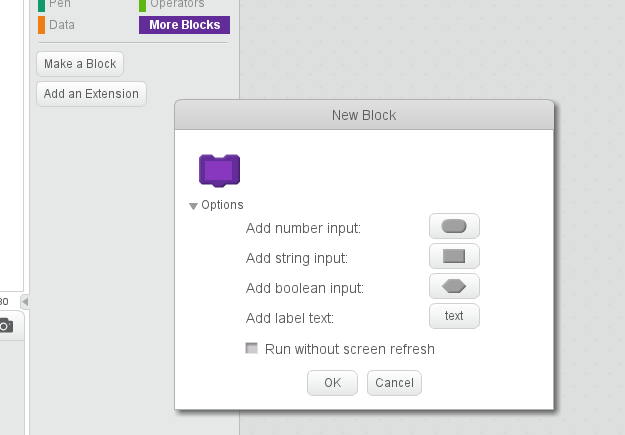 Pen Operators
Data More Blocks
Make a Block
Add an Extension
New Block
Options
Add number input:
Add string input:
Add boolean input:
Add label text: text
Run without screen refresh
OK Cancel